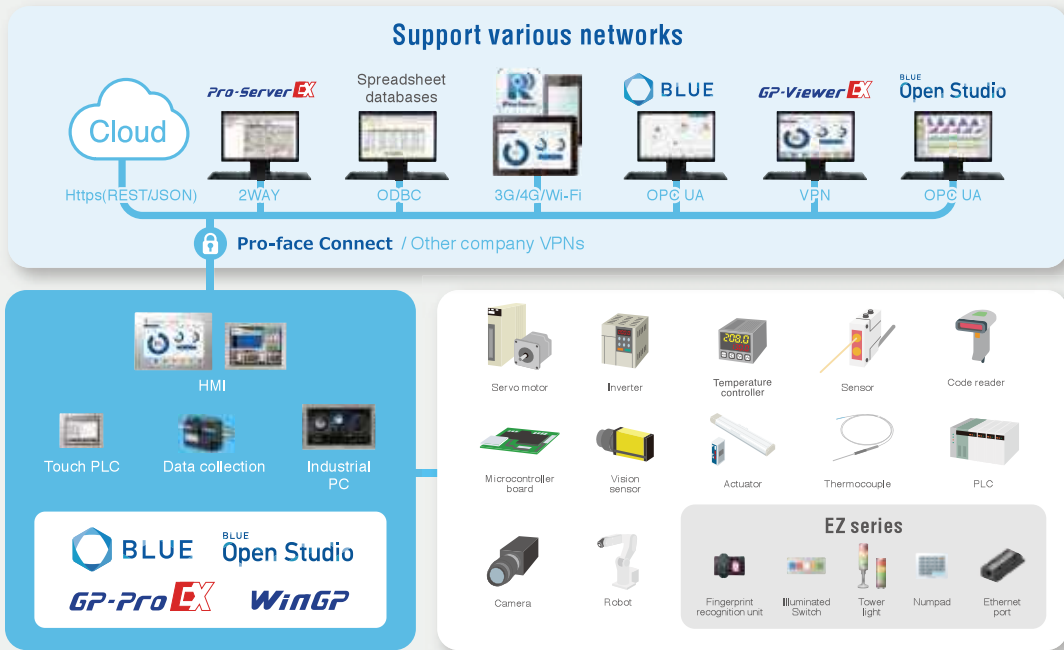 Support various networks
Cloud
Pro-Server EX
Spreadsheet
databases
BLUE
GP-Viewer EX
BLUE
Open Studio
Https(REST/JSON)
2WAY
ODBC
3G/4G/Wi-Fi
OPC UA
VPN
OPC UA
Pro-face Connect / Other company VPNs
HMI
Touch PLC
Data collection
Industrial
PC
BLUE
BLUE
Open Studio
GP-Pro EX
WinGP
Servo motor
Inverter
208.0
Temperature
controller
Sensor
Code reader
Microcontroller
board
Vision
sensor
Actuator
Thermocouple
PLC
Camera
Robot
EZ series
Fingerprint
recognition unit
Illuminated
Switch
Tower
light
Numpad
Ethernet
port